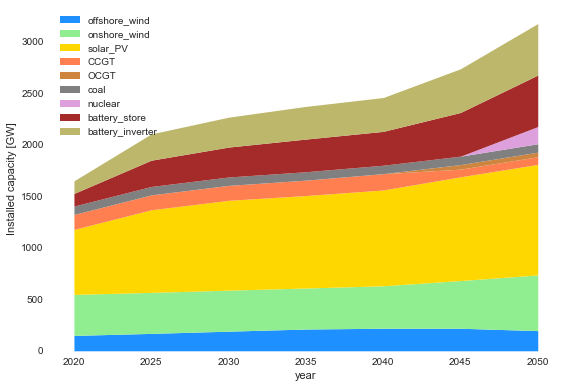 offshore_wind
onshore_wind
solar_PV
CCGT
OCGT
coal
nuclear
battery_store
battery_inverter
3000
2500
2000
1500
1000
500
0
Installed capacity [GW]
2020 2025 2030 2035 2040 2045 2050
year